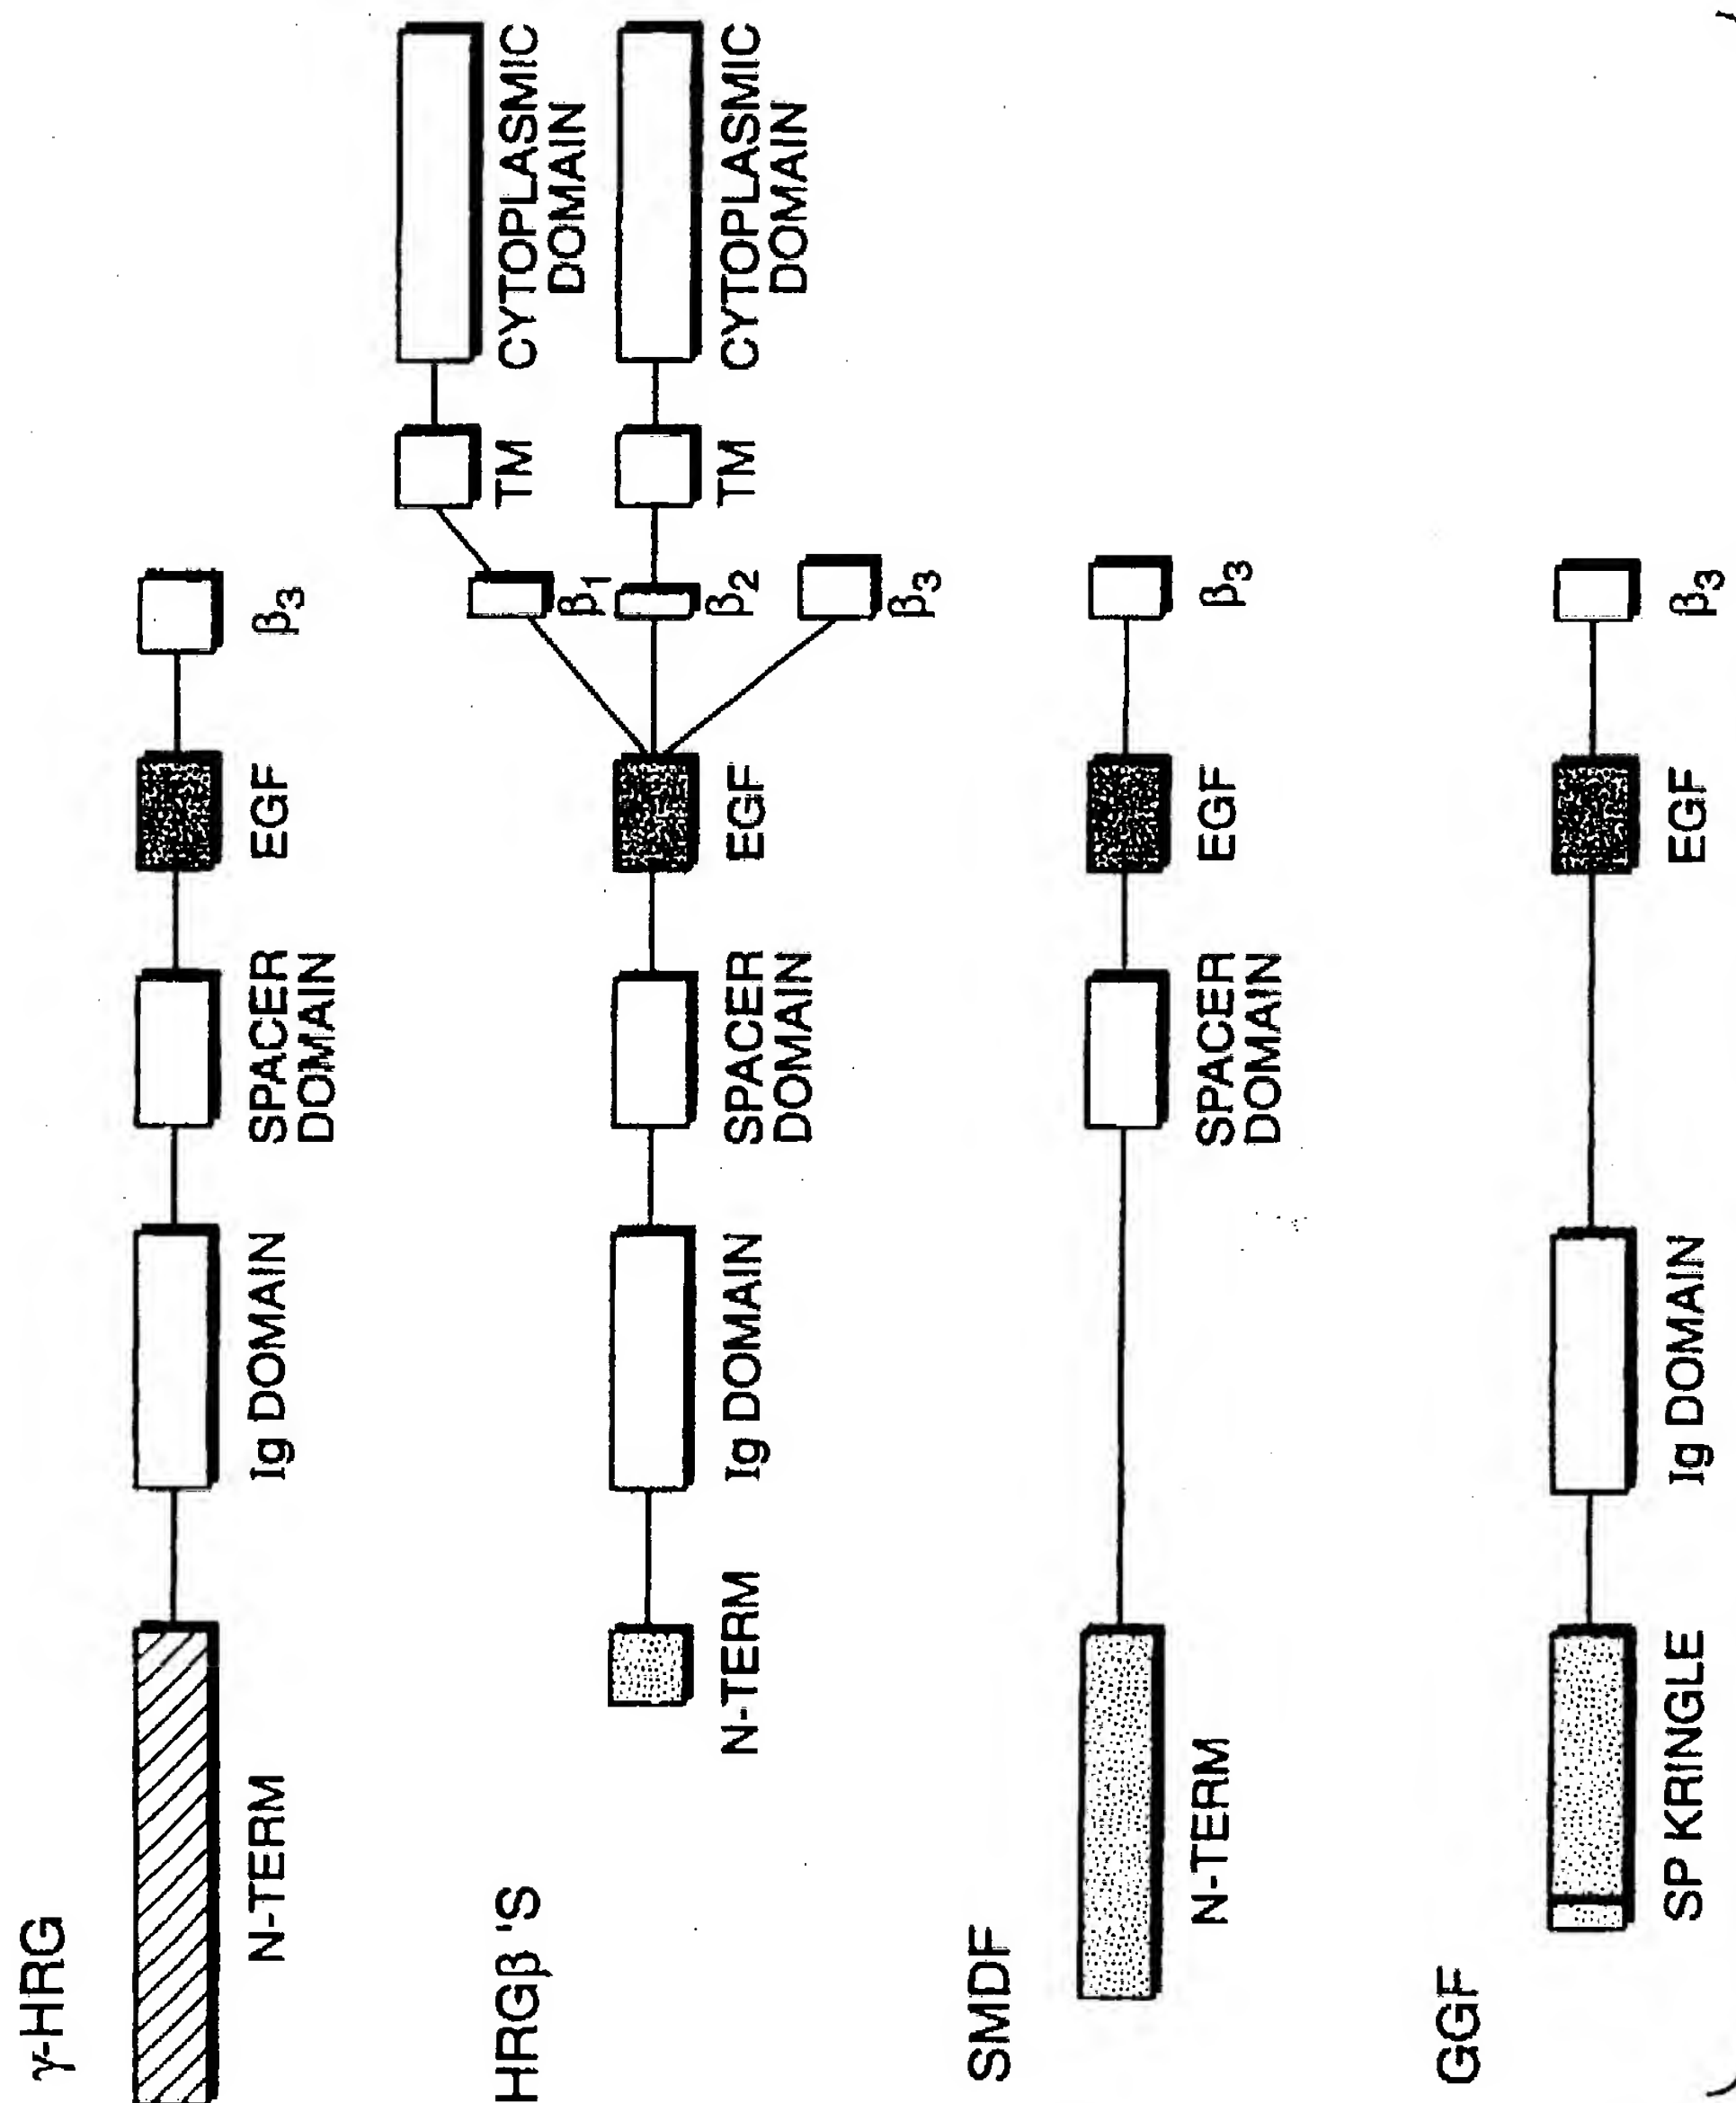 γ-HRG
N-TERM
Ig DOMAIN
SPACER
DOMAIN
EGF
β3
HRGβ 'S
N-TERM
Ig DOMAIN
SPACER
DOMAIN
EGF
β1
TM
CYTOPLASMIC
DOMAIN
β2
TM
CYTOPLASMIC
DOMAIN
β3
SMDF
N-TERM
SPACER
DOMAIN
EGF
β3
GGF
SP KRINGLE
Ig DOMAIN
EGF
β3